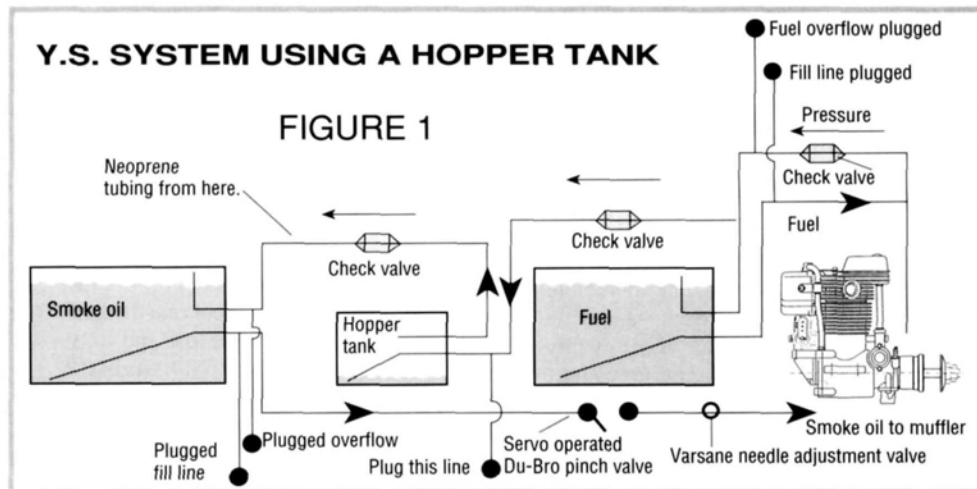 Y.S. SYSTEM USING A HOPPER TANK
FIGURE 1
Fuel overflow plugged
Fill line plugged
Pressure
Check valve
Fuel
Neoprene
tubing from here.
Check valve
Check valve
Smoke oil
Hopper
tank
Fuel
Plugged
fill line
Plugged overflow
Plug this line
Servo operated
Du-Bro pinch valve
Varsane needle adjustment valve
Smoke oil to muffler